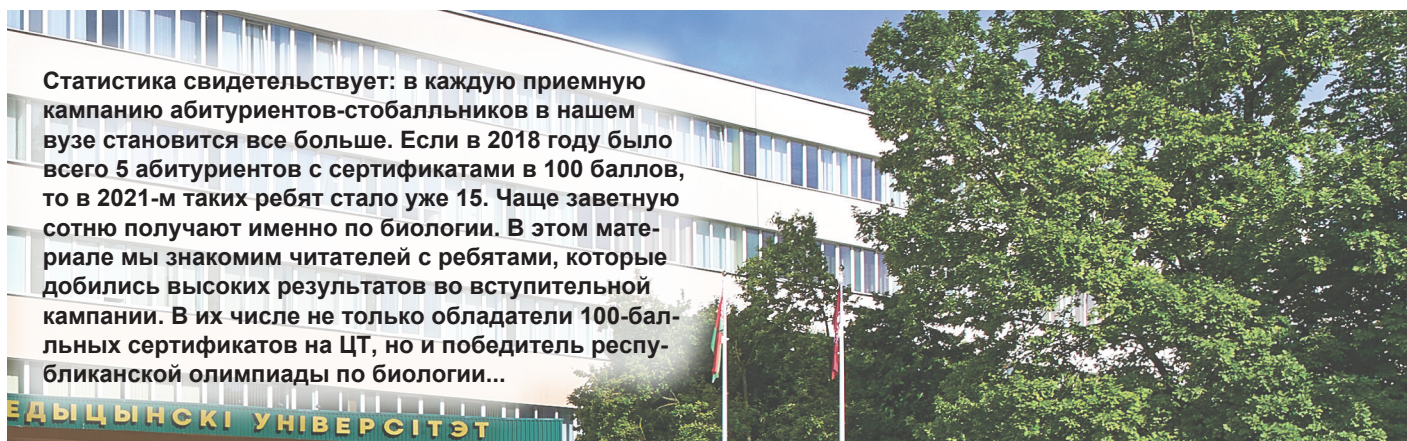 Статистика свидетельствует: в каждую приемную
кампанию абитуриентов-стобалльников в нашем
вузе становится все больше. Если в 2018 году было
всего 5 абитуриентов с сертификатами в 100 баллов,
то в 2021-м таких ребят стало уже 15. Чаще заветную
сотню получают именно по биологии. В этом мате-
риале мы знакомим читателей с ребятами, которые
добились высоких результатов во вступительной
кампании. В их числе не только обладатели 100-бал-
льных сертификатов на ЦТ, но и победитель респу-
бликанской олимпиады по биологии...
ЕДЫЦЫНСКІ УНІВЕРСІТЭТ